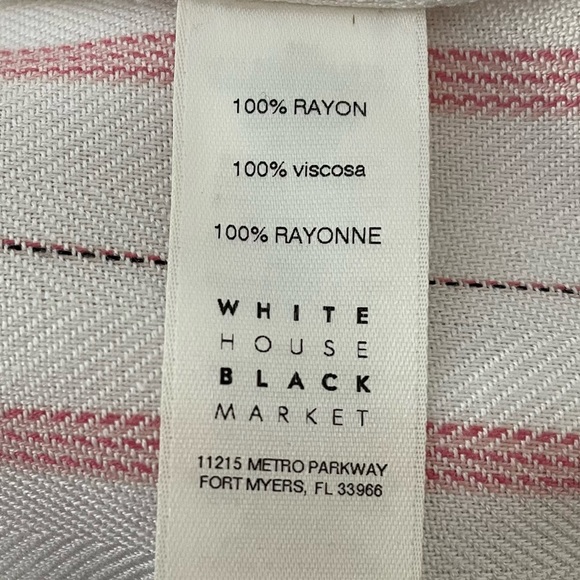 100% RAYON
100% viscosa
100% RAYONNE
WHITE
HOUSE
BLACK
MARKET
11215 METRO PARKWAY
FORT MYERS, FL 33966